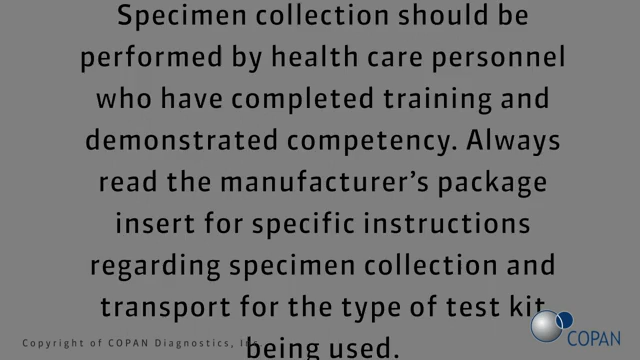 Specimen collection should be
performed by health care personnel
who have completed training and
demonstrated competency. Always
read the manufacturer’s package
insert for specific instructions
regarding specimen collection and
transport for the type of test kit
being used.
Copyright of COPAN Diagnostics,
COPAN